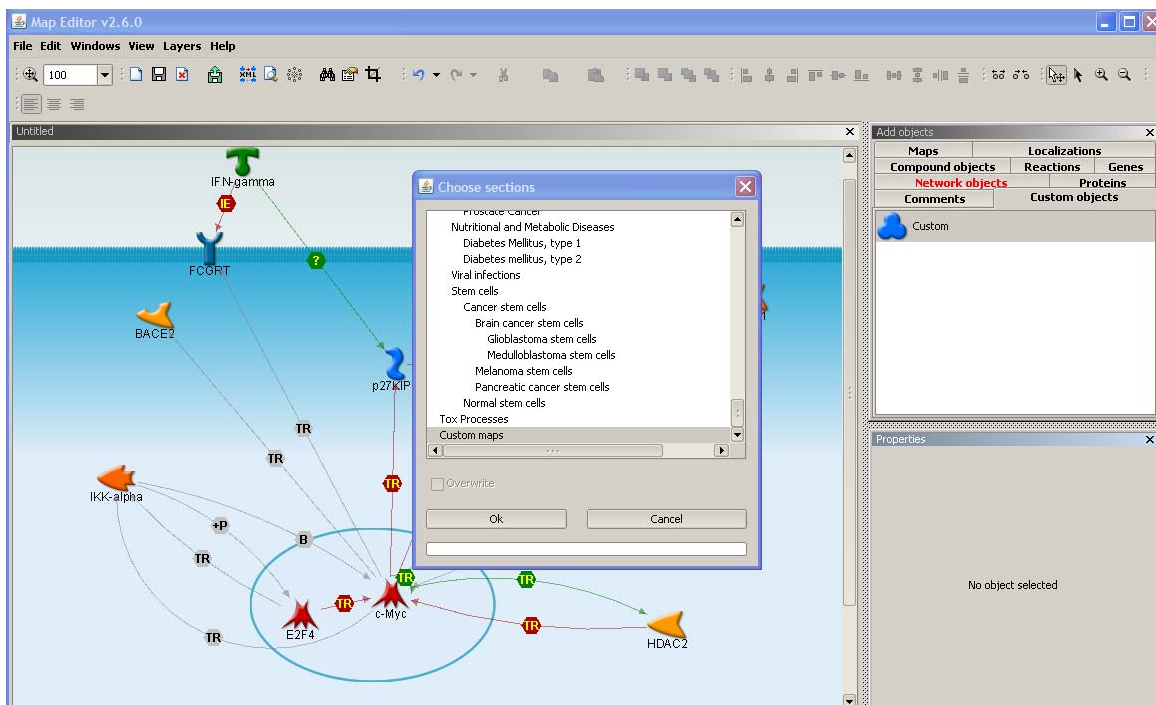 Map Editor v2.6.0
File Edit Windows View Layers Help
100
XML
Untitled
IFN-gamma
IE
FCGRT
?
BACE2
p27KIP
TR
TR
TR
IKK-alpha
+P
B
TR
TR
TR
TR
TR
TR
E2F4
c-Myc
HDAC2
Choose sections
Prostate Cancer
Nutritional and Metabolic Diseases
Diabetes Mellitus, type 1
Diabetes mellitus, type 2
Viral infections
Stem cells
Cancer stem cells
Brain cancer stem cells
Glioblastoma stem cells
Medulloblastoma stem cells
Melanoma stem cells
Pancreatic cancer stem cells
Normal stem cells
Tox Processes
Custom maps
Overwrite
Ok Cancel
Add objects
Maps Localizations
Compound objects Reactions Genes
Network objects Proteins
Comments Custom objects
Custom
Properties
No object selected